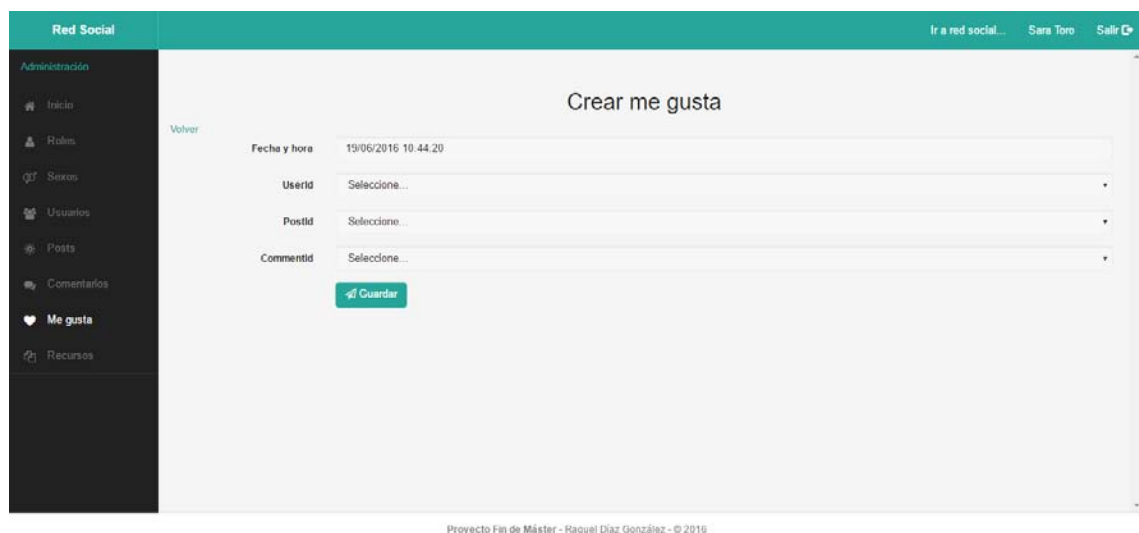 Red Social
Ir a red social... Sara Toro Salir
Administración
Inicio
Roles
Sexos
Usuarios
Posts
Comentarios
Me gusta
Recursos
Crear me gusta
Volver
Fecha y hora 19/06/2016 10:44:20
UserId Seleccione...
PostId Seleccione...
CommentId Seleccione...
Guardar
Proyecto Fin de Máster - Raquel Díaz González - © 2016